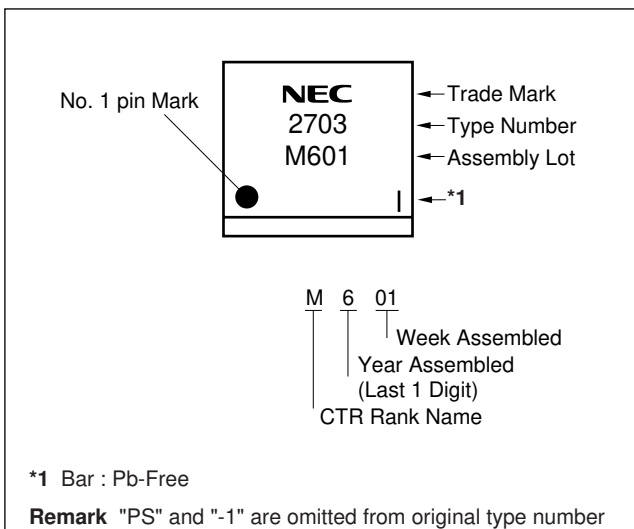 No. 1 pin Mark
NEC
2703
M601
Trade Mark
Type Number
Assembly Lot
*1
M 6 01
Week Assembled
Year Assembled
(Last 1 Digit)
CTR Rank Name
*1 Bar : Pb-Free
Remark "PS" and "-1" are omitted from original type number